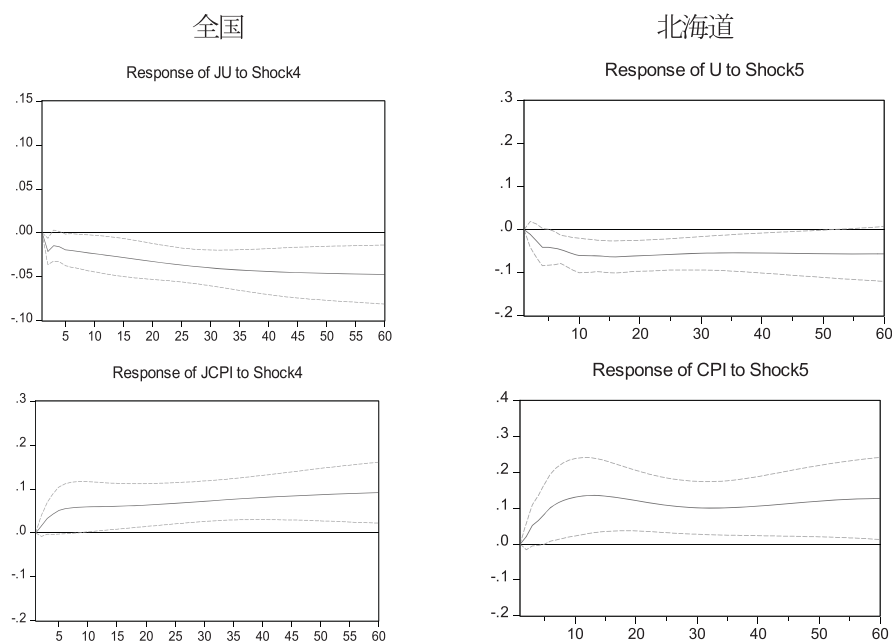 全国
北海道
Response of JU to Shock4
.15
.10
.05
.00
-.05
-.10
5 10 15 20 25 30 35 40 45 50 55 60
Response of U to Shock5
.3
.2
.1
.0
-.1
-.2
10 20 30 40 50 60
Response of JCPI to Shock4
.3
.2
.1
.0
-.1
-.2
5 10 15 20 25 30 35 40 45 50 55 60
Response of CPI to Shock5
.4
.3
.2
.1
.0
-.1
-.2
10 20 30 40 50 60